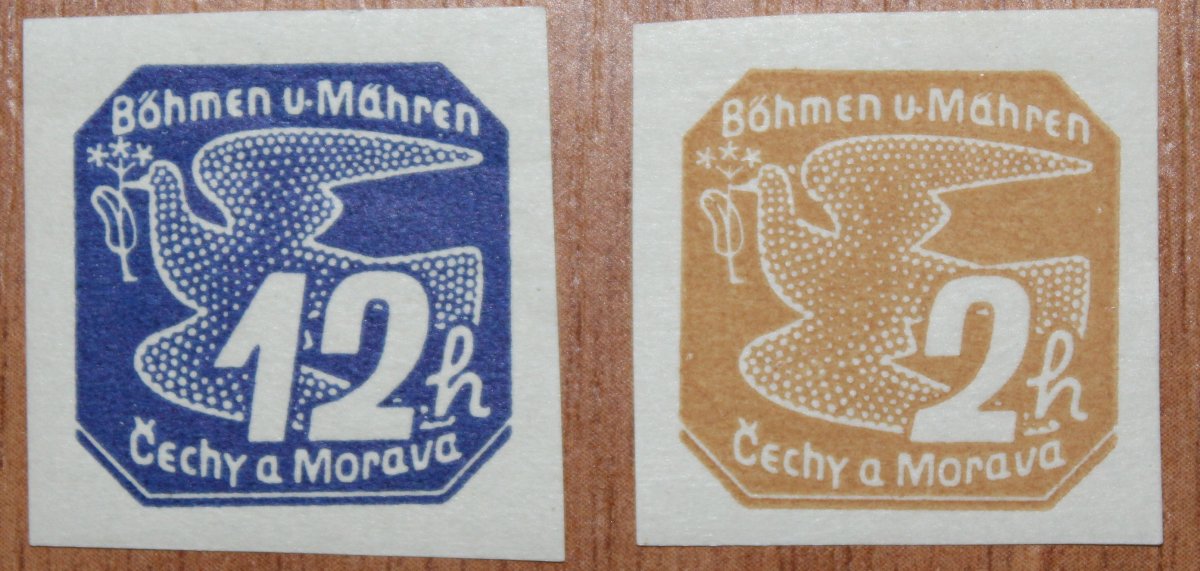 Böhmen u. Mähren
12h
Čechy a Morava
Böhmen u. Mähren
2h
Čechy a Morava